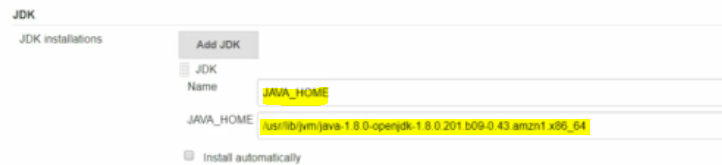 JDK
JDK installations
Add JDK
JDK
Name
JAVA_HOME
JAVA_HOME
/usr/lib/jvm/java-1.8.0-openjdk-1.8.0.201.b09-0.43.amzn1.x86_64
Install automatically